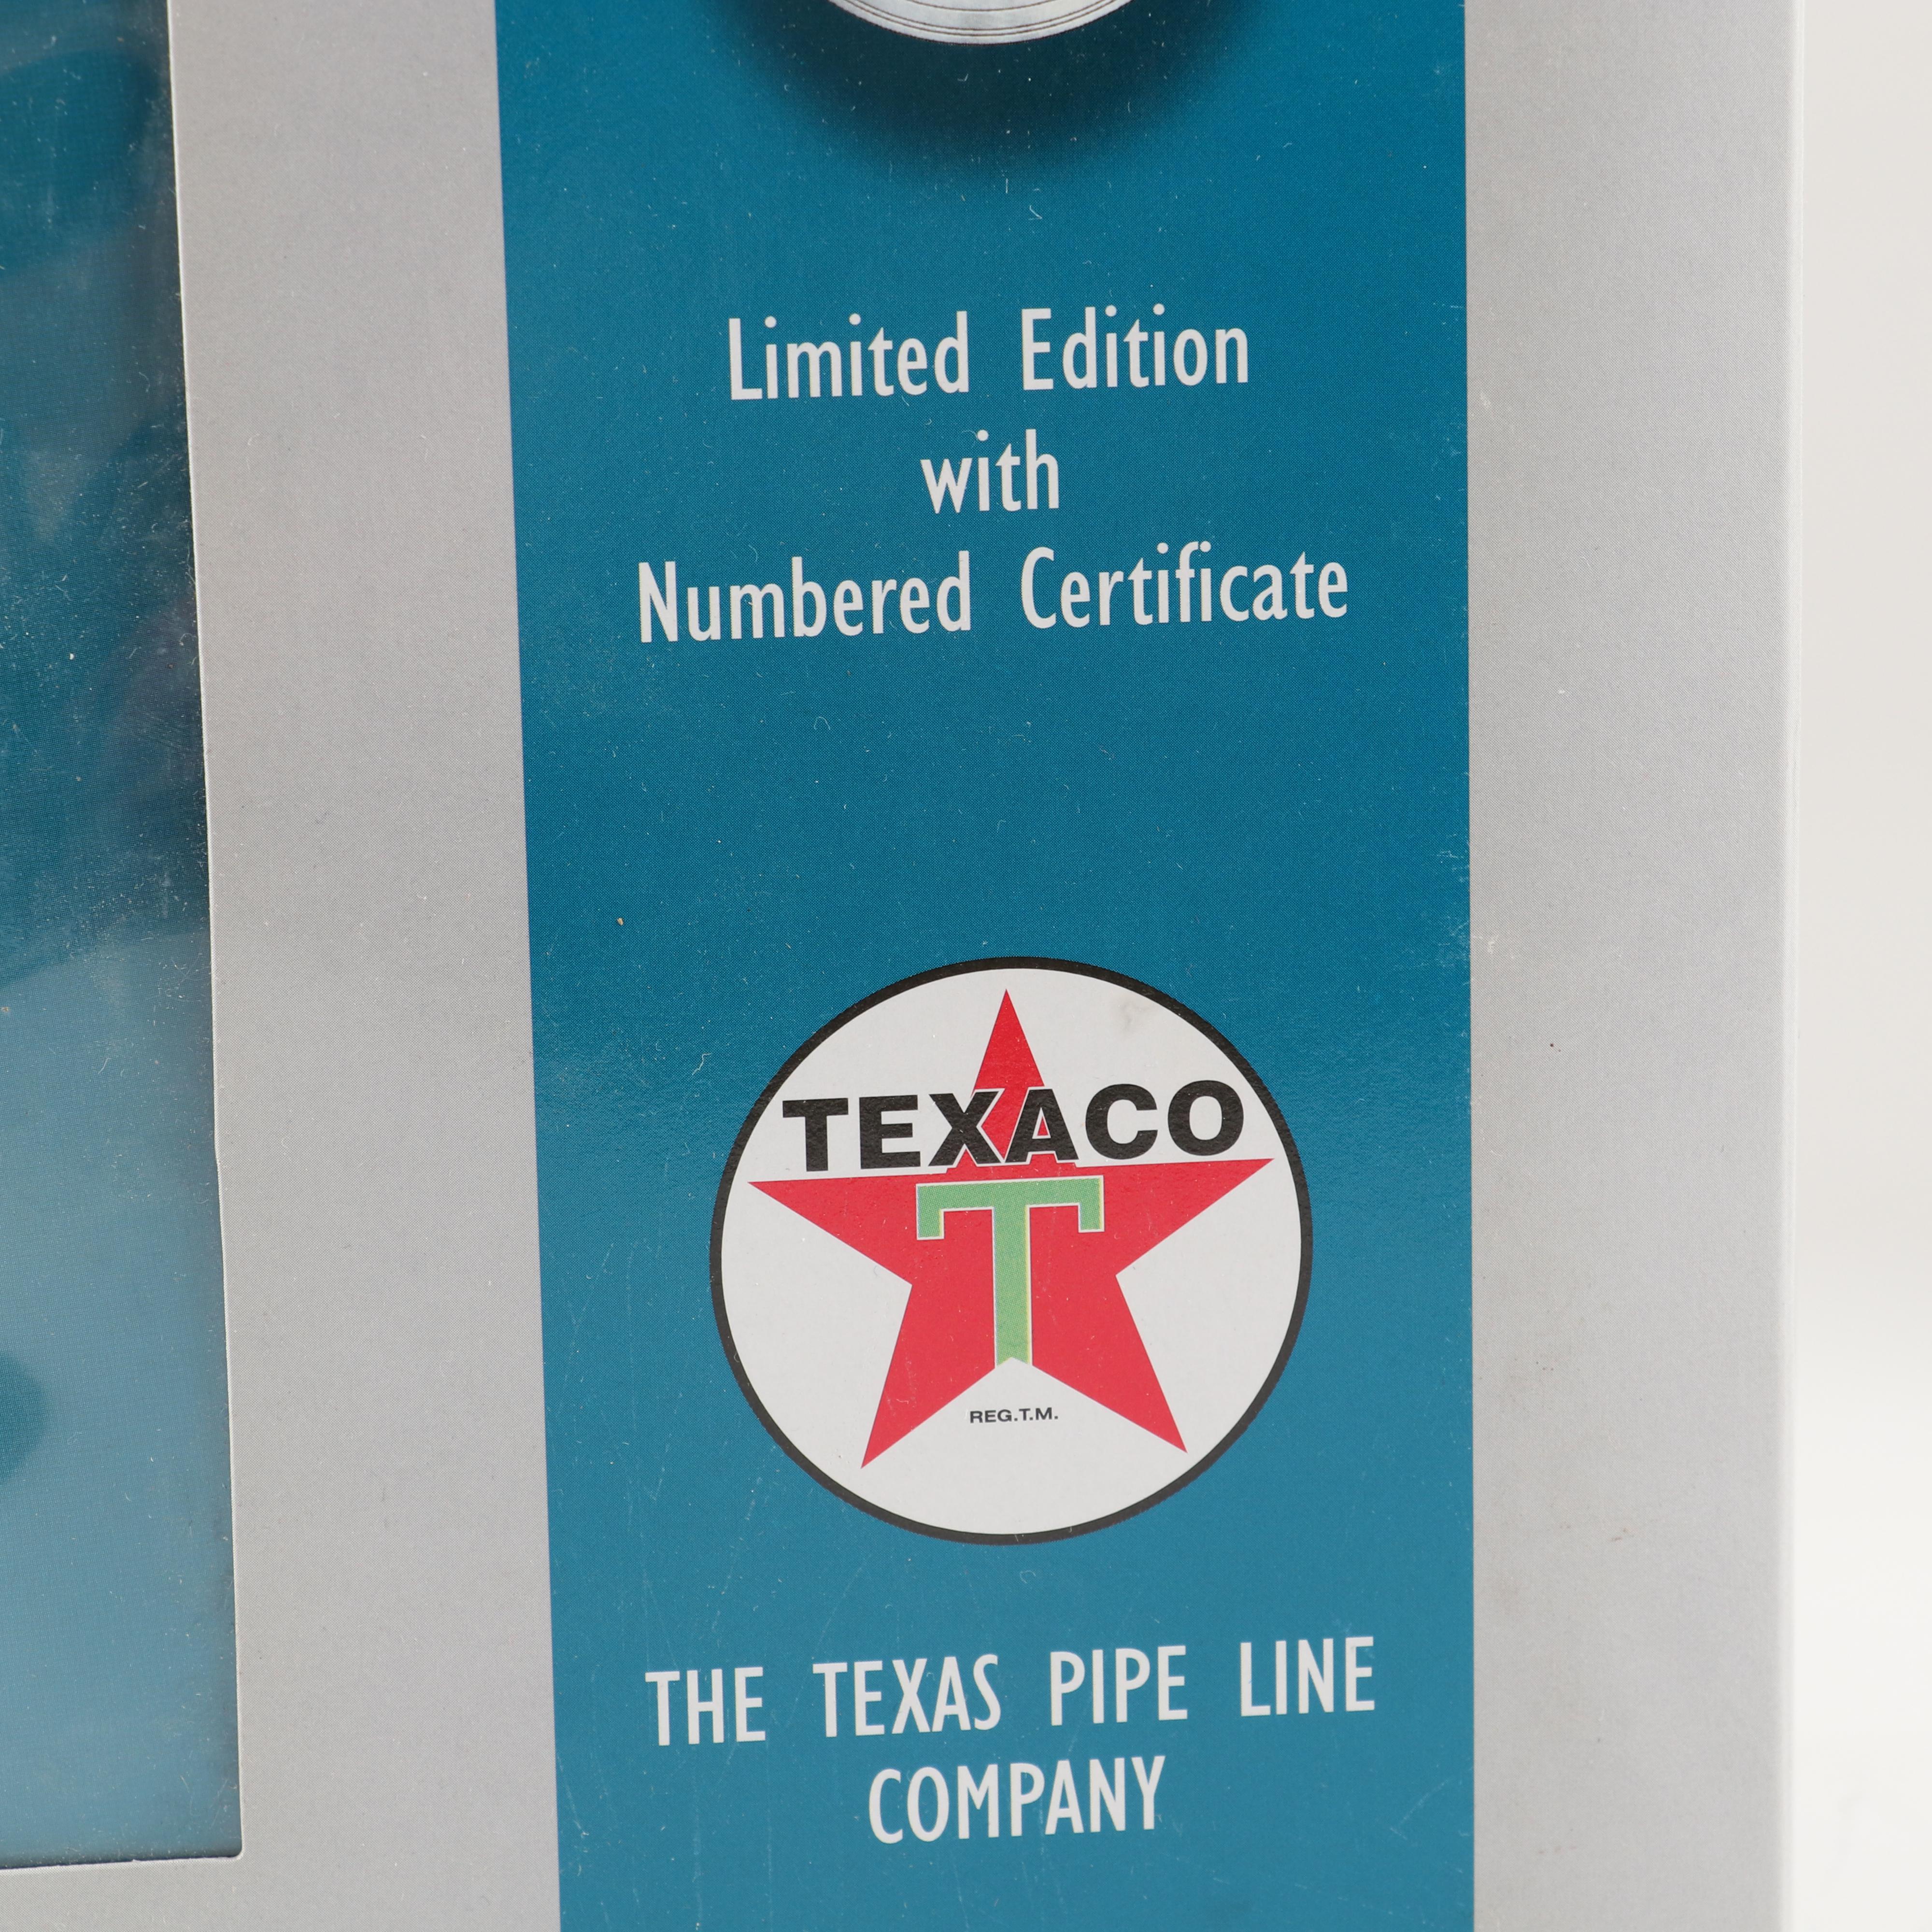 Limited Edition
with
Numbered Certificate
TEXACO
T
REG.T.M.
THE TEXAS PIPE LINE
COMPANY